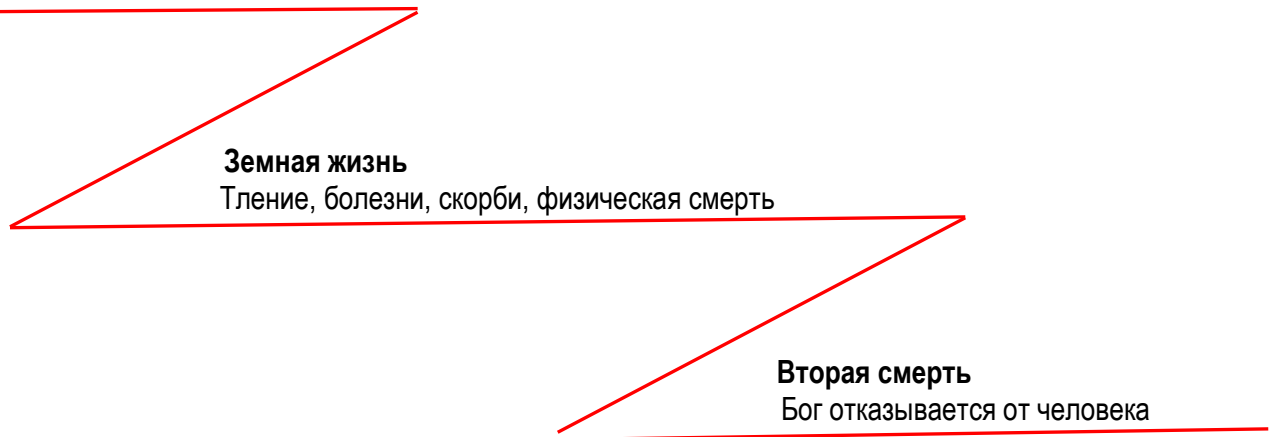 Земная жизнь
Тление, болезни, скорби, физическая смерть
Вторая смерть
Бог отказывается от человека